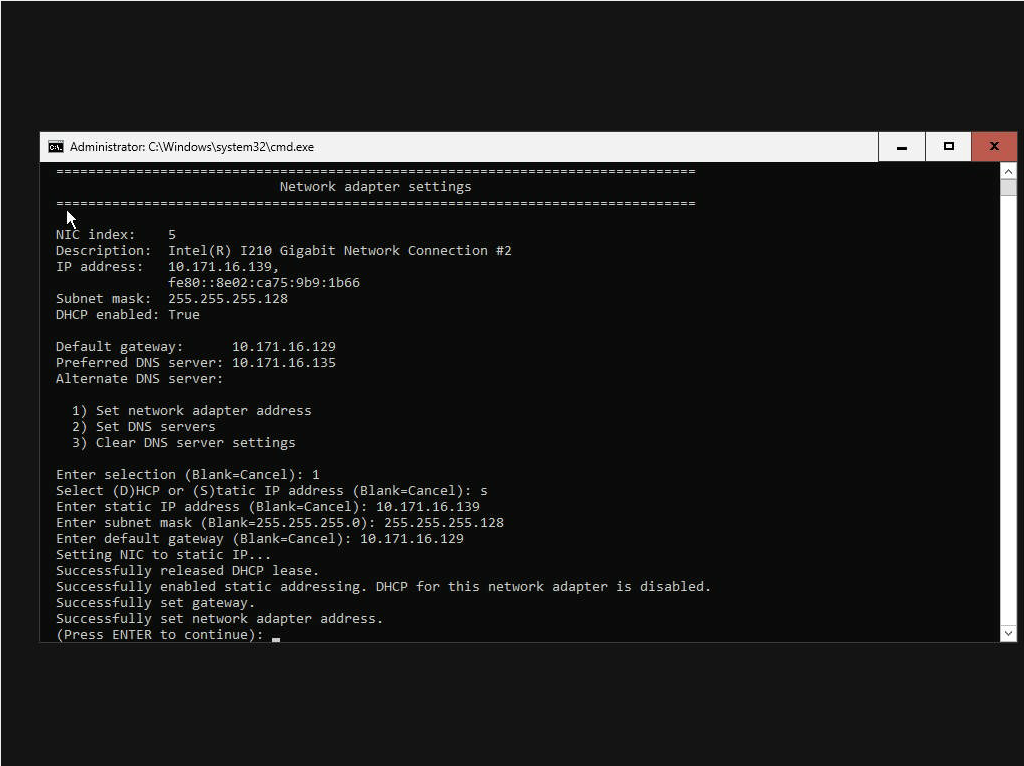 Administrator: C:\Windows\system32\cmd.exe
================================================================================
Network adapter settings
================================================================================
NIC index: 5
Description: Intel(R) I210 Gigabit Network Connection #2
IP address: 10.171.16.139,
fe80::8e02:ca75:9b9:1b66
Subnet mask: 255.255.255.128
DHCP enabled: True
Default gateway: 10.171.16.129
Preferred DNS server: 10.171.16.135
Alternate DNS server:
1) Set network adapter address
2) Set DNS servers
3) Clear DNS server settings
Enter selection (Blank=Cancel): 1
Select (D)HCP or (S)tatic IP address (Blank=Cancel): s
Enter static IP address (Blank=Cancel): 10.171.16.139
Enter subnet mask (Blank=255.255.255.0): 255.255.255.128
Enter default gateway (Blank=Cancel): 10.171.16.129
Setting NIC to static IP...
Successfully released DHCP lease.
Successfully enabled static addressing. DHCP for this network adapter is disabled.
Successfully set gateway.
Successfully set network adapter address.
(Press ENTER to continue): _